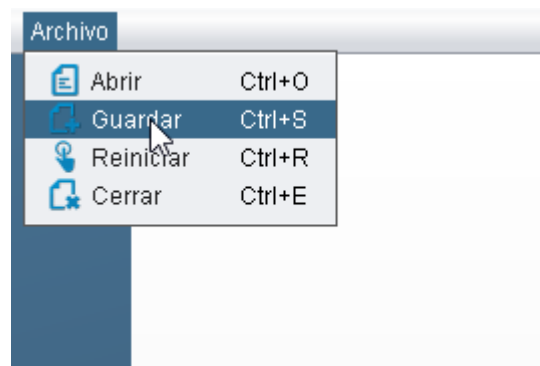 Archivo
Abrir Ctrl+O
Guardar Ctrl+S
Reiniciar Ctrl+R
Cerrar Ctrl+E